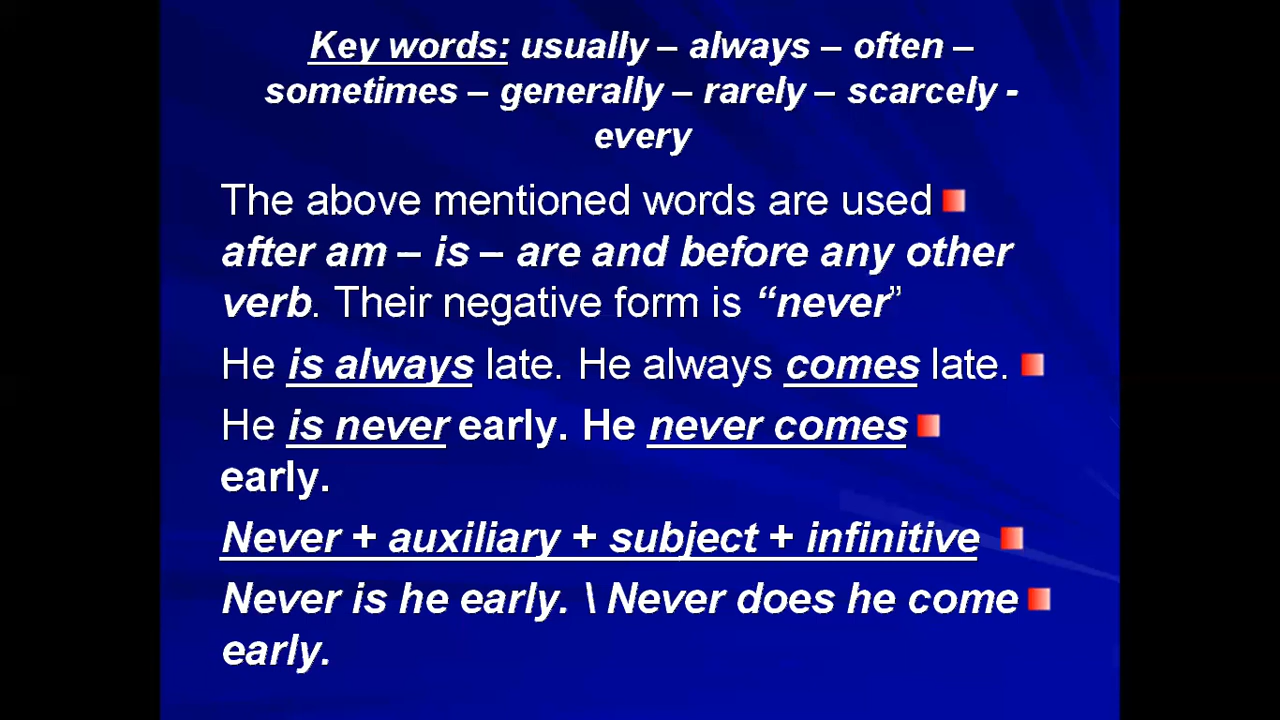 Key words: usually – always – often –
sometimes – generally – rarely – scarcely -
every
The above mentioned words are used
after am – is – are and before any other
verb. Their negative form is “never”
He is always late. He always comes late.
He is never early. He never comes
early.
Never + auxiliary + subject + infinitive
Never is he early. \ Never does he come
early.